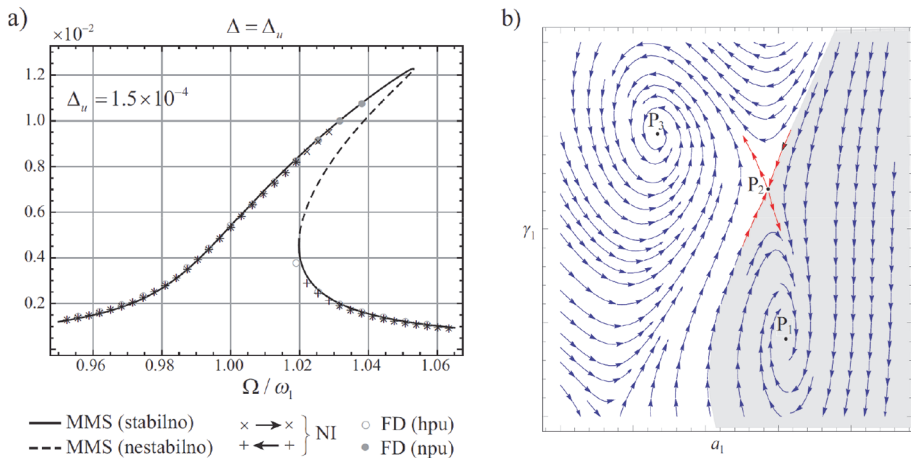 a)
Δ = Δu
×10⁻²
1.2
Δu = 1.5×10⁻⁴
1.0
0.8
0.6
0.4
0.2
0.96
0.98
1.00
1.02
1.04
1.06
Ω / ω₁
MMS (stabilno)
MMS (nestabilno)
× → ×
+ ← +
} NI
FD (hpu)
FD (npu)
b)
P₃
P₂
γ₁
P₁
a₁